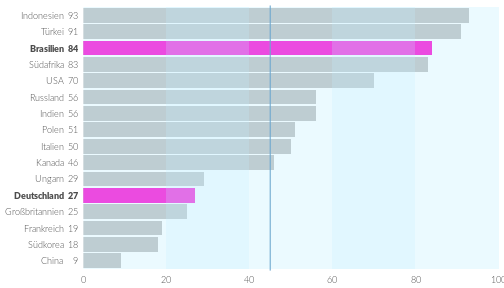 Indonesien 93
Türkei 91
Brasilien 84
Südafrika 83
USA 70
Russland 56
Indien 56
Polen 51
Italien 50
Kanada 46
Ungarn 29
Deutschland 27
Großbritannien 25
Frankreich 19
Südkorea 18
China 9
0 20 40 60 80 100